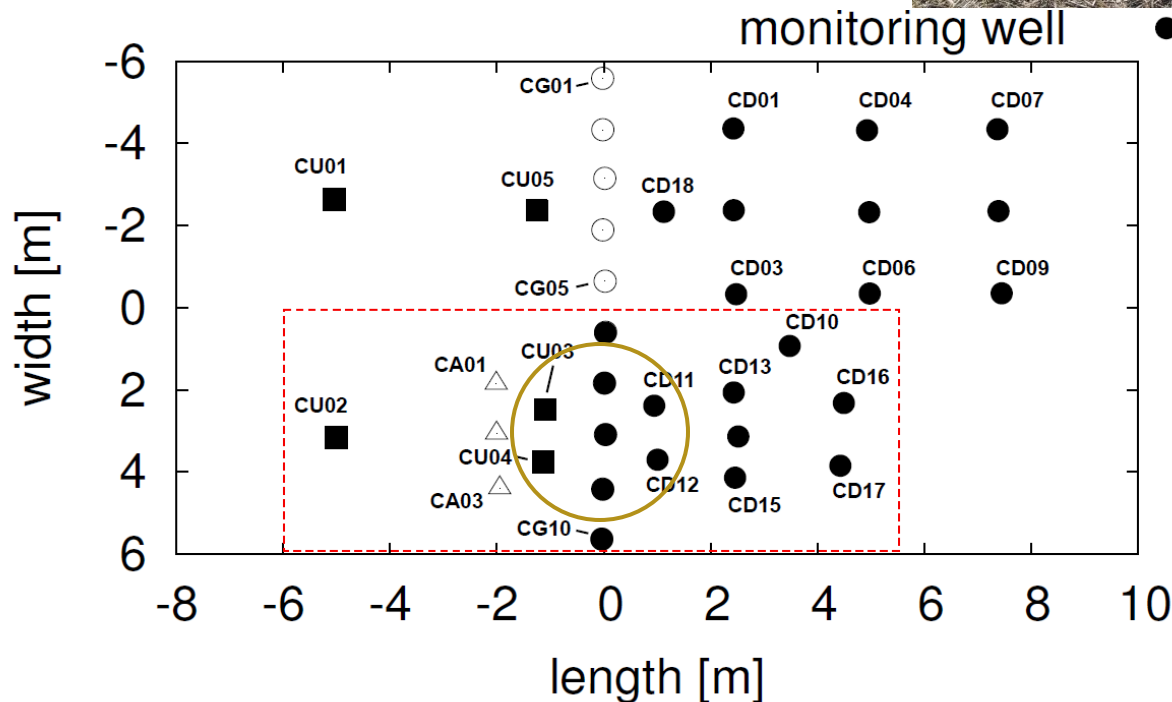 monitoring well
-6
CG01
CD01
CD04
CD07
-4
CU01
CU05
CD18
-2
width [m]
CG05
CD03
CD06
CD09
0
CD10
CU03
CA01
CD11
CD13
CD16
2
CU02
CU04
CA03
CD12
CD15
CD17
4
CG10
6
-8 -6 -4 -2 0 2 4 6 8 10
length [m]